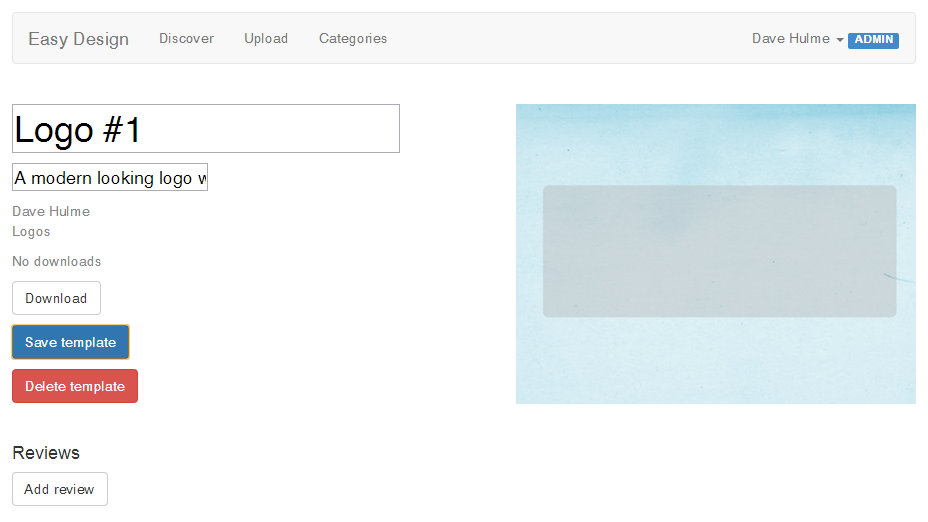 Easy Design Discover Upload Categories Dave Hulme ADMIN
Logo #1
A modern looking logo
Dave Hulme
Logos
No downloads
Download
Save template
Delete template
Reviews
Add review